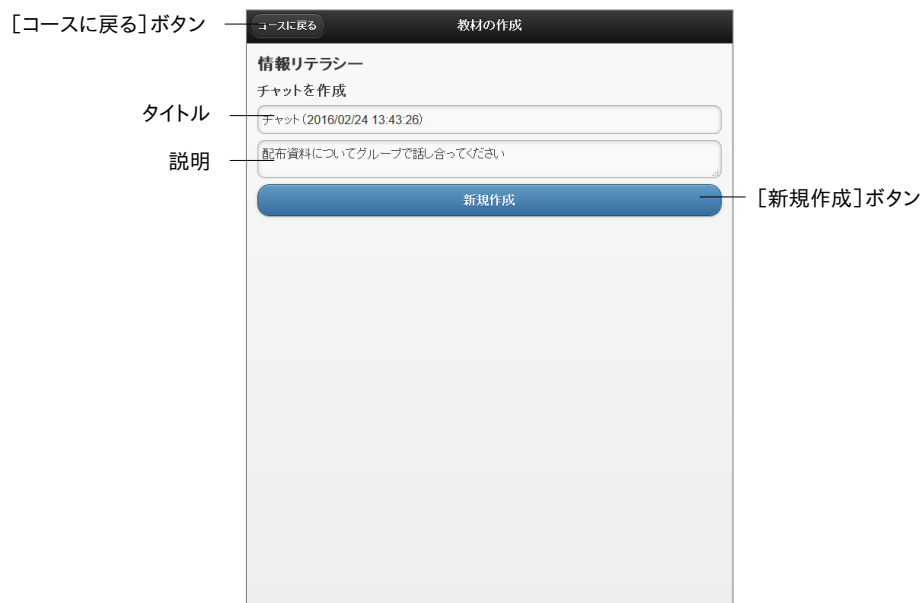 ［コースに戻る］ボタン
コースに戻る
教材の作成
情報リテラシー
チャットを作成
タイトル
チャット（2016/02/24 13:43:26）
説明
配布資料についてグループで話し合ってください
新規作成
［新規作成］ボタン